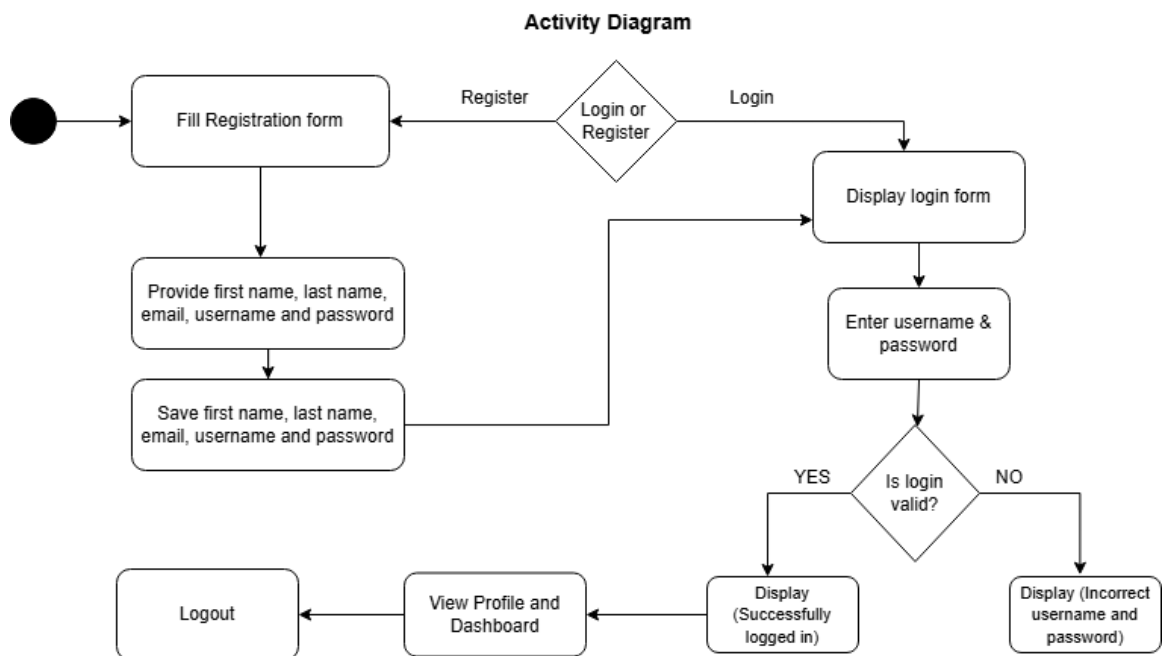 Activity Diagram
Register
Login
Fill Registration form
Login or
Register
Display login form
Provide first name, last name,
email, username and password
Enter username &
password
Save first name, last name,
email, username and password
YES
Is login
valid?
NO
Logout
View Profile and
Dashboard
Display
(Successfully
logged in)
Display (Incorrect
username and
password)